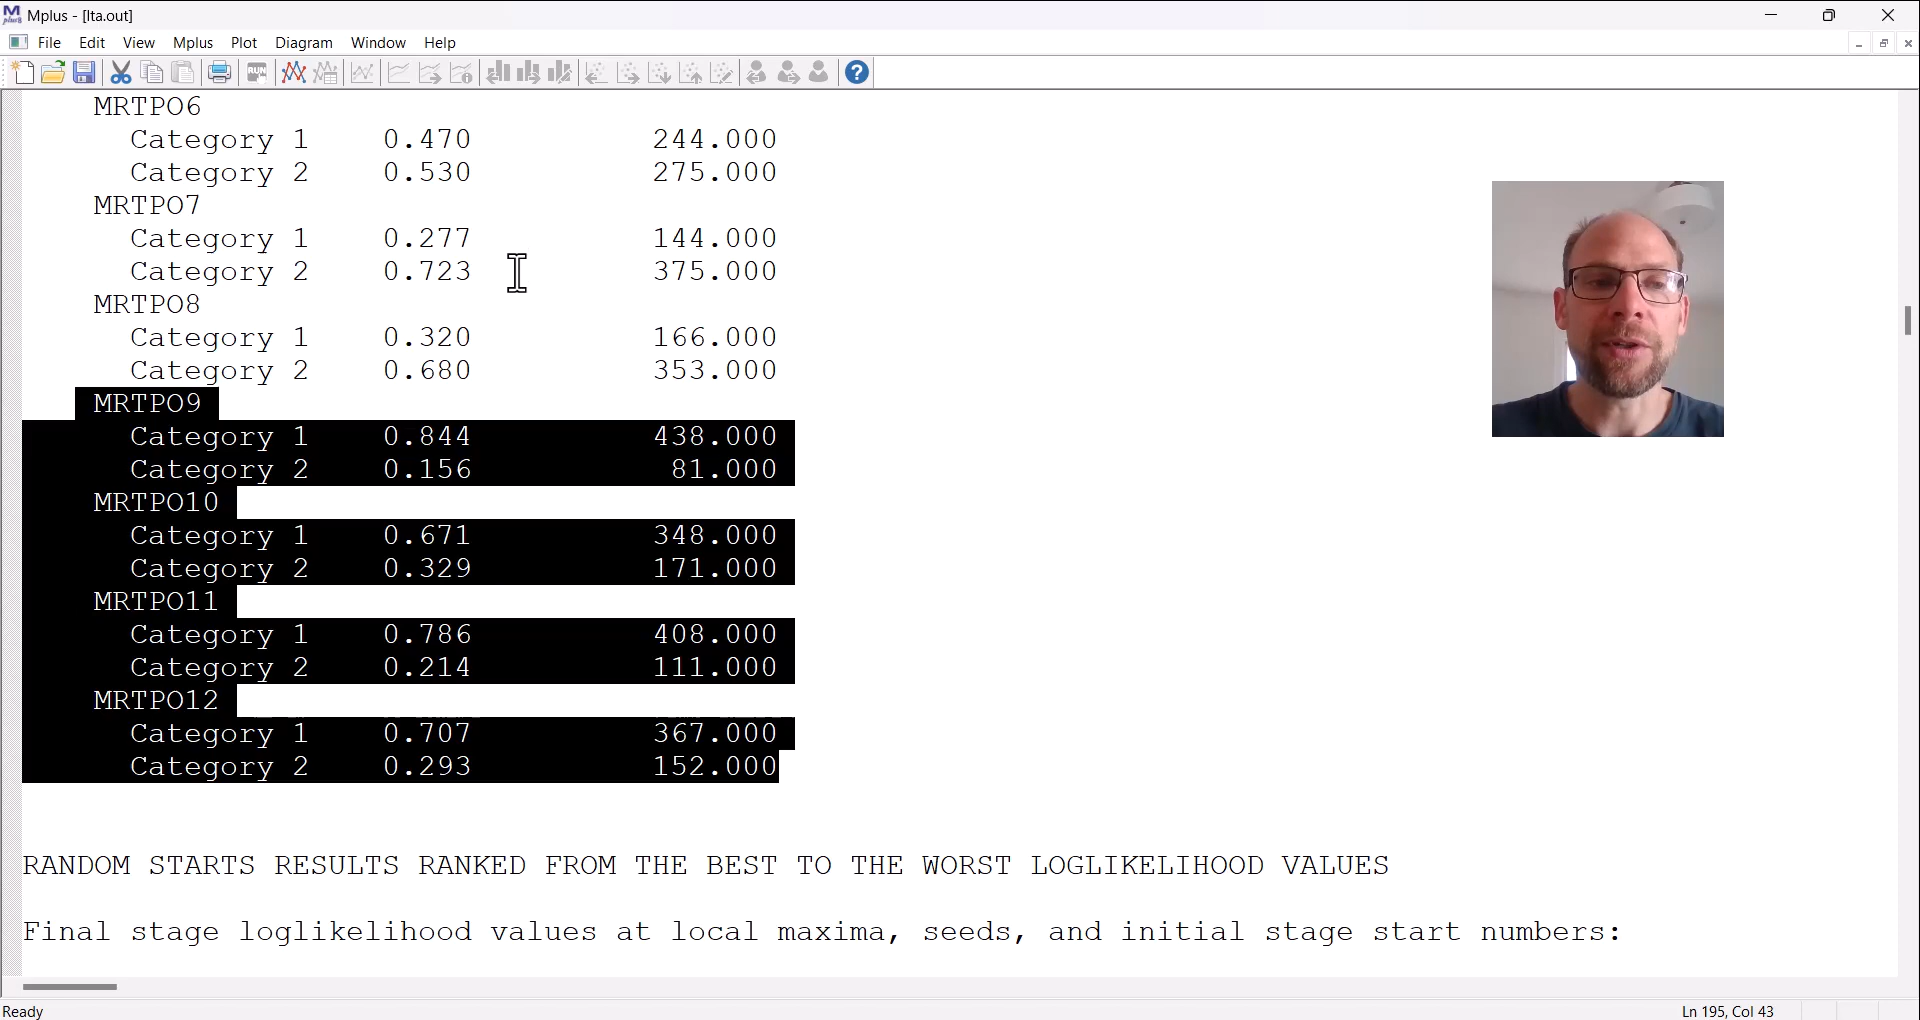 Mplus - [lta.out]
File Edit View Mplus Plot Diagram Window Help
RUN
MRTPO6
Category 1 0.470 244.000
Category 2 0.530 275.000
MRTPO7
Category 1 0.277 144.000
Category 2 0.723 375.000
MRTPO8
Category 1 0.320 166.000
Category 2 0.680 353.000
MRTPO9
Category 1 0.844 438.000
Category 2 0.156 81.000
MRTPO10
Category 1 0.671 348.000
Category 2 0.329 171.000
MRTPO11
Category 1 0.786 408.000
Category 2 0.214 111.000
MRTPO12
Category 1 0.707 367.000
Category 2 0.293 152.000
RANDOM STARTS RESULTS RANKED FROM THE BEST TO THE WORST LOGLIKELIHOOD VALUES
Final stage loglikelihood values at local maxima, seeds, and initial stage start numbers:
Ready Ln 195, Col 43